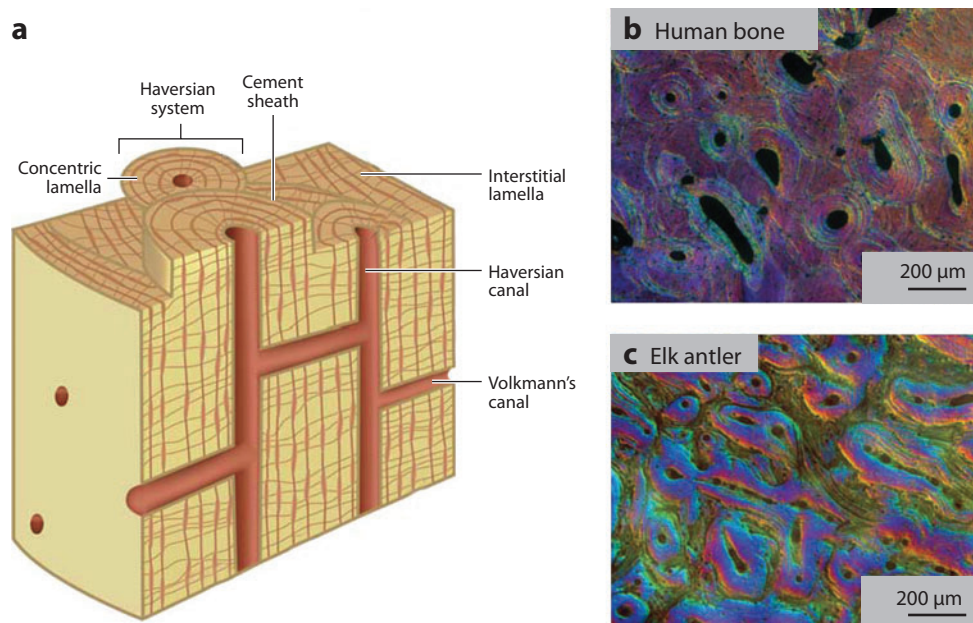 a
Haversian
system
Cement
sheath
Concentric
lamella
Interstitial
lamella
Haversian
canal
Volkmann’s
canal
b Human bone
200 µm
c Elk antler
200 µm